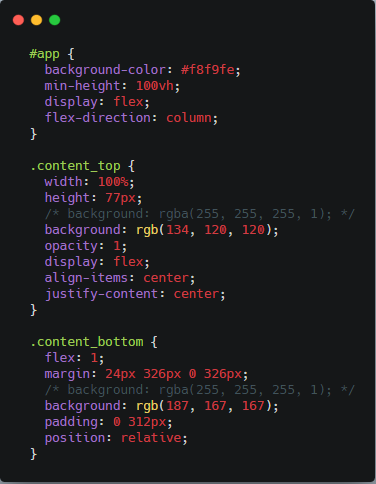 #app {
  background-color: #f8f9fe;
  min-height: 100vh;
  display: flex;
  flex-direction: column;
}

.content_top {
  width: 100%;
  height: 77px;
  /* background: rgba(255, 255, 255, 1); */
  background: rgb(134, 120, 120);
  opacity: 1;
  display: flex;
  align-items: center;
  justify-content: center;
}

.content_bottom {
  flex: 1;
  margin: 24px 326px 0 326px;
  /* background: rgba(255, 255, 255, 1); */
  background: rgb(187, 167, 167);
  padding: 0 312px;
  position: relative;
}